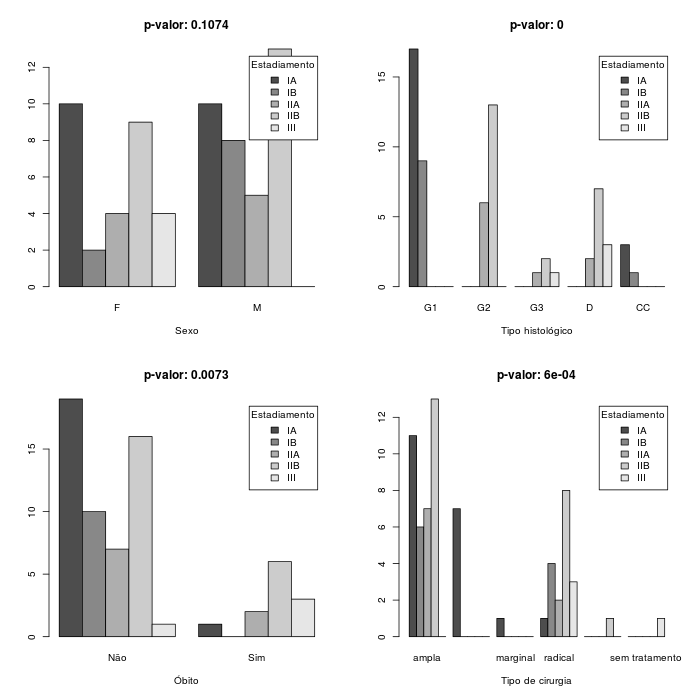 p-valor: 0.1074
Estadiamento
IA
IB
IIA
IIB
III
0
2
4
6
8
10
12
F
M
Sexo
p-valor: 0
Estadiamento
IA
IB
IIA
IIB
III
0
5
10
15
G1
G2
G3
D
CC
Tipo histológico
p-valor: 0.0073
Estadiamento
IA
IB
IIA
IIB
III
0
5
10
15
Não
Sim
Óbito
p-valor: 6e-04
Estadiamento
IA
IB
IIA
IIB
III
0
2
4
6
8
10
12
ampla
marginal
radical
sem tratamento
Tipo de cirurgia